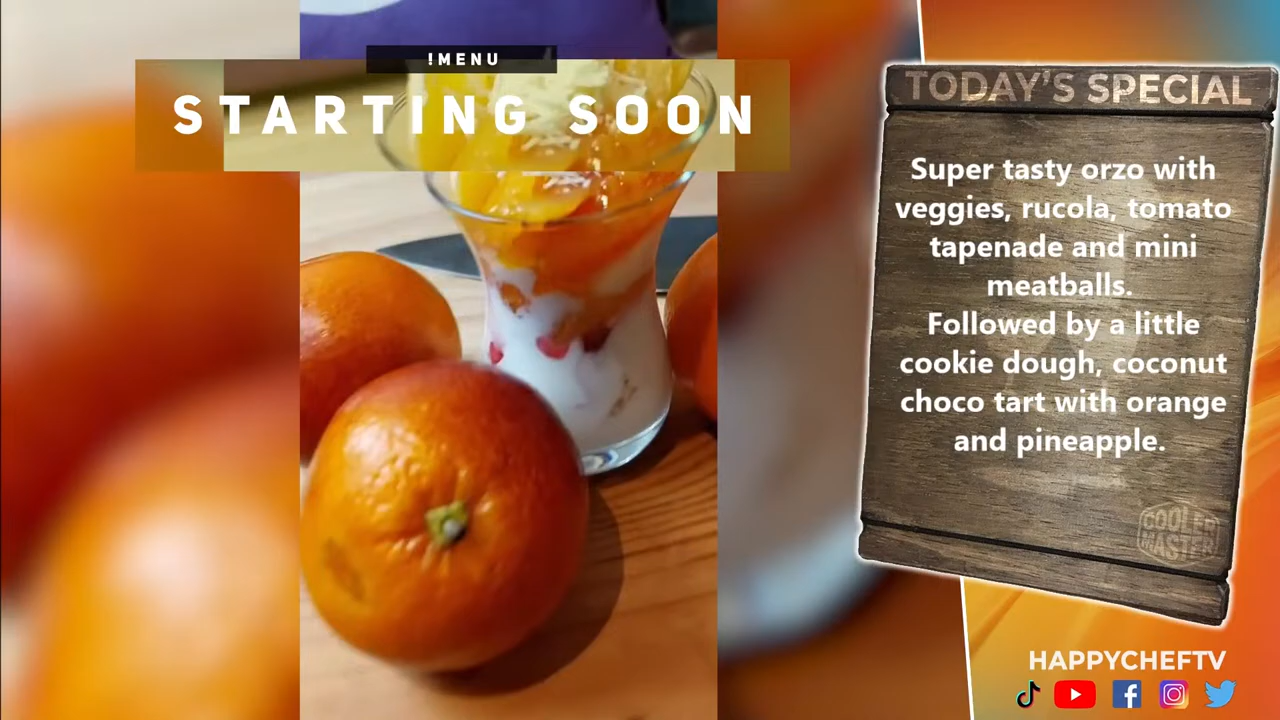 !MENU
STARTING SOON
TODAY'S SPECIAL
Super tasty orzo with
veggies, rucola, tomato
tapenade and mini
meatballs.
Followed by a little
cookie dough, coconut
choco tart with orange
and pineapple.
COOLER
MASTER
HAPPYCHEFTV